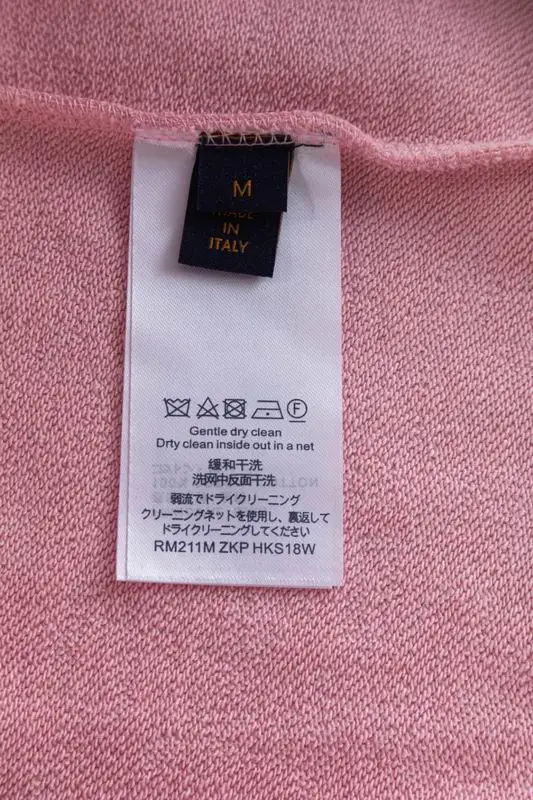 M
MADE
IN
ITALY
F
Gentle dry clean
Drty clean inside out in a net
缓和干洗
洗网中反面干洗
弱流でドライクリーニング
クリーニングネットを使用し、裏返して
ドライクリーニングしてください
RM211M ZKP HKS18W